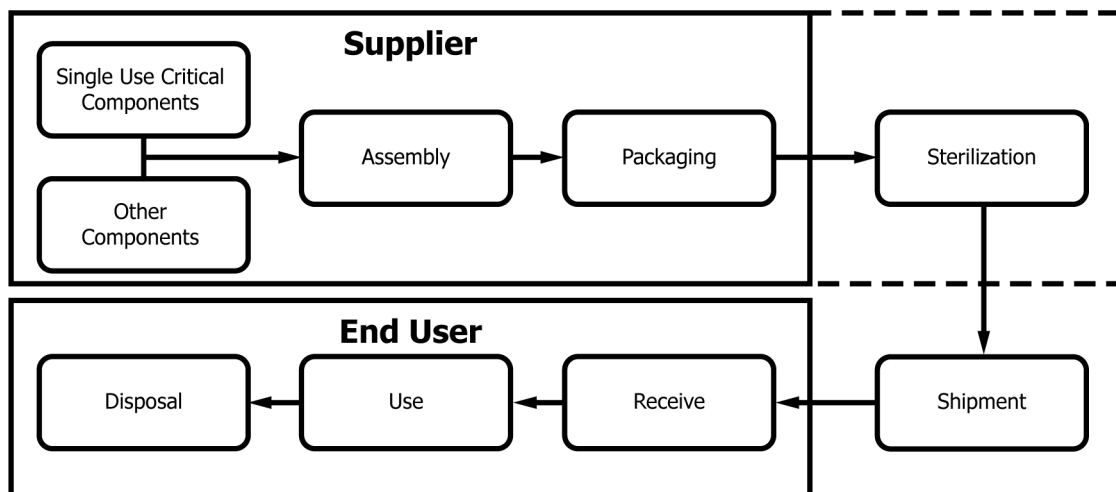 Supplier
Single Use Critical
Components
Assembly
Packaging
Sterilization
Other
Components
End User
Disposal
Use
Receive
Shipment